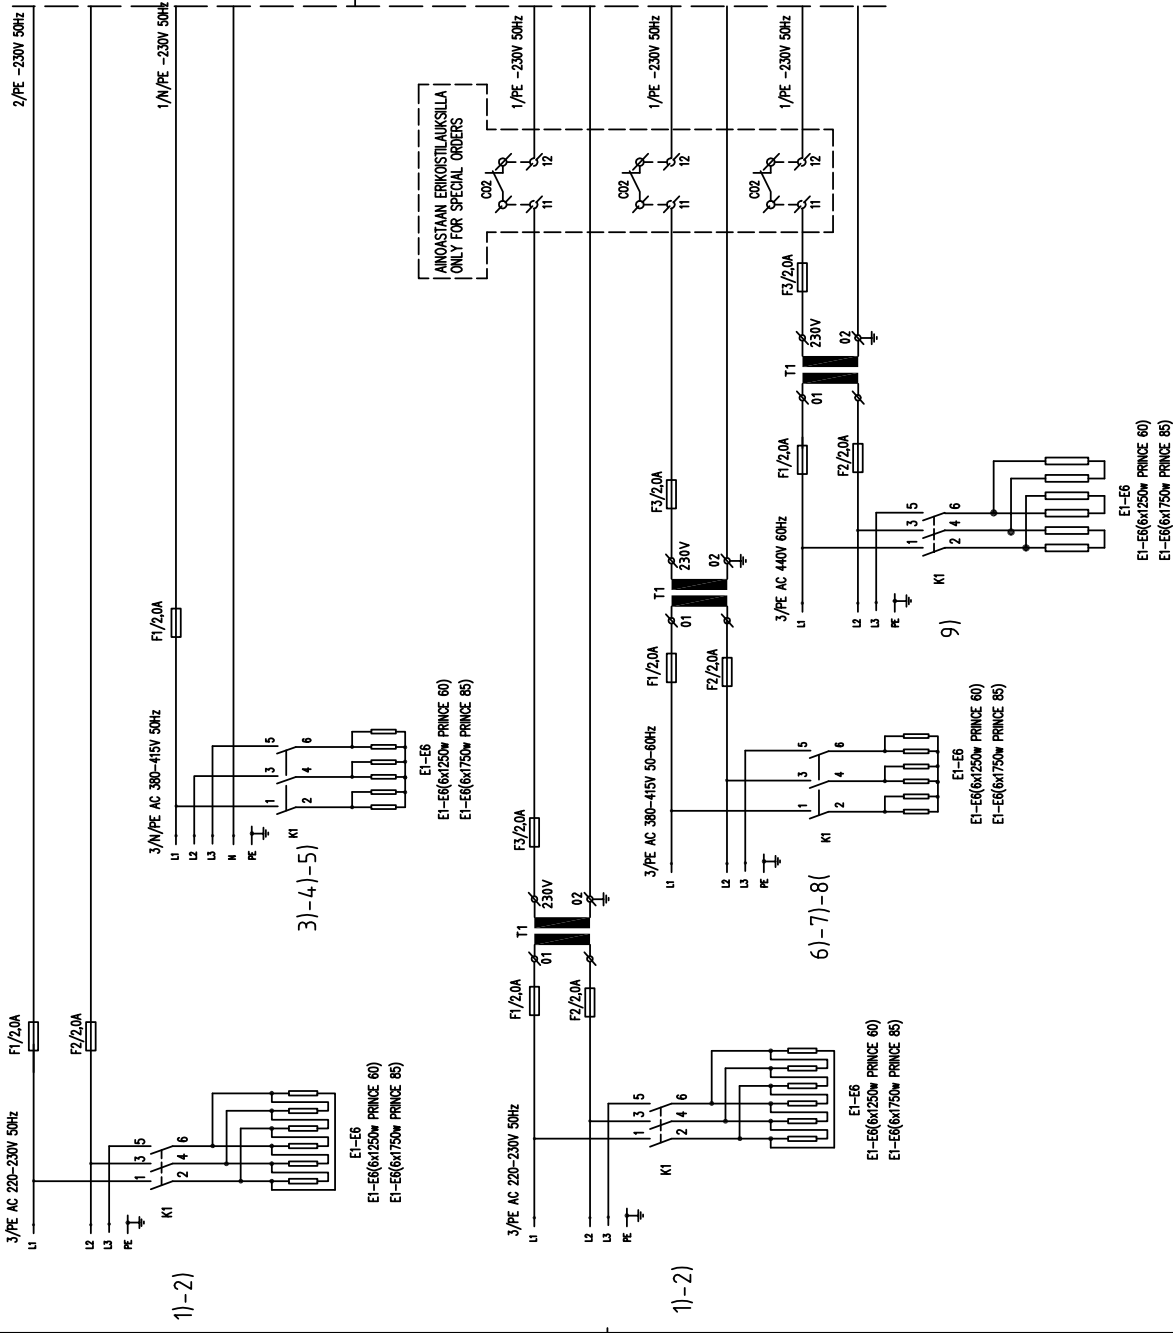 1)-2)
3/PE AC 220-230V 50Hz
L1
L2
L3
PE
F1/2,0A
F2/2,0A
2/PE ~230V 50Hz
K1
1 3 5
2 4 6
E1-E6
E1-E6(6x1250w PRINCE 60)
E1-E6(6x1750w PRINCE 85)
3)-4)-5)
3/N/PE AC 380-415V 50Hz
L1
L2
L3
N
PE
F1/2,0A
1/N/PE ~230V 50Hz
K1
1 3 5
2 4 6
E1-E6
E1-E6(6x1250w PRINCE 60)
E1-E6(6x1750w PRINCE 85)
AINOASTAAN ERIKOISTILAUKSILLA
ONLY FOR SPECIAL ORDERS
1)-2)
3/PE AC 220-230V 50Hz
L1
L2
L3
PE
F1/2,0A
F2/2,0A
T1
01
230V
02
F3/2,0A
C02
11 12
1/PE ~230V 50Hz
K1
1 3 5
2 4 6
E1-E6
E1-E6(6x1250w PRINCE 60)
E1-E6(6x1750w PRINCE 85)
6)-7)-8(
3/PE AC 380-415V 50-60Hz
L1
L2
L3
PE
F1/2,0A
F2/2,0A
T1
01
230V
02
F3/2,0A
C02
11 12
1/PE ~230V 50Hz
K1
1 3 5
2 4 6
E1-E6
E1-E6(6x1250w PRINCE 60)
E1-E6(6x1750w PRINCE 85)
9)
3/PE AC 440V 60Hz
L1
L2
L3
PE
F1/2,0A
F2/2,0A
T1
01
230V
02
F3/2,0A
C02
11 12
1/PE ~230V 50Hz
K1
1 3 5
2 4 6
E1-E6
E1-E6(6x1250w PRINCE 60)
E1-E6(6x1750w PRINCE 85)